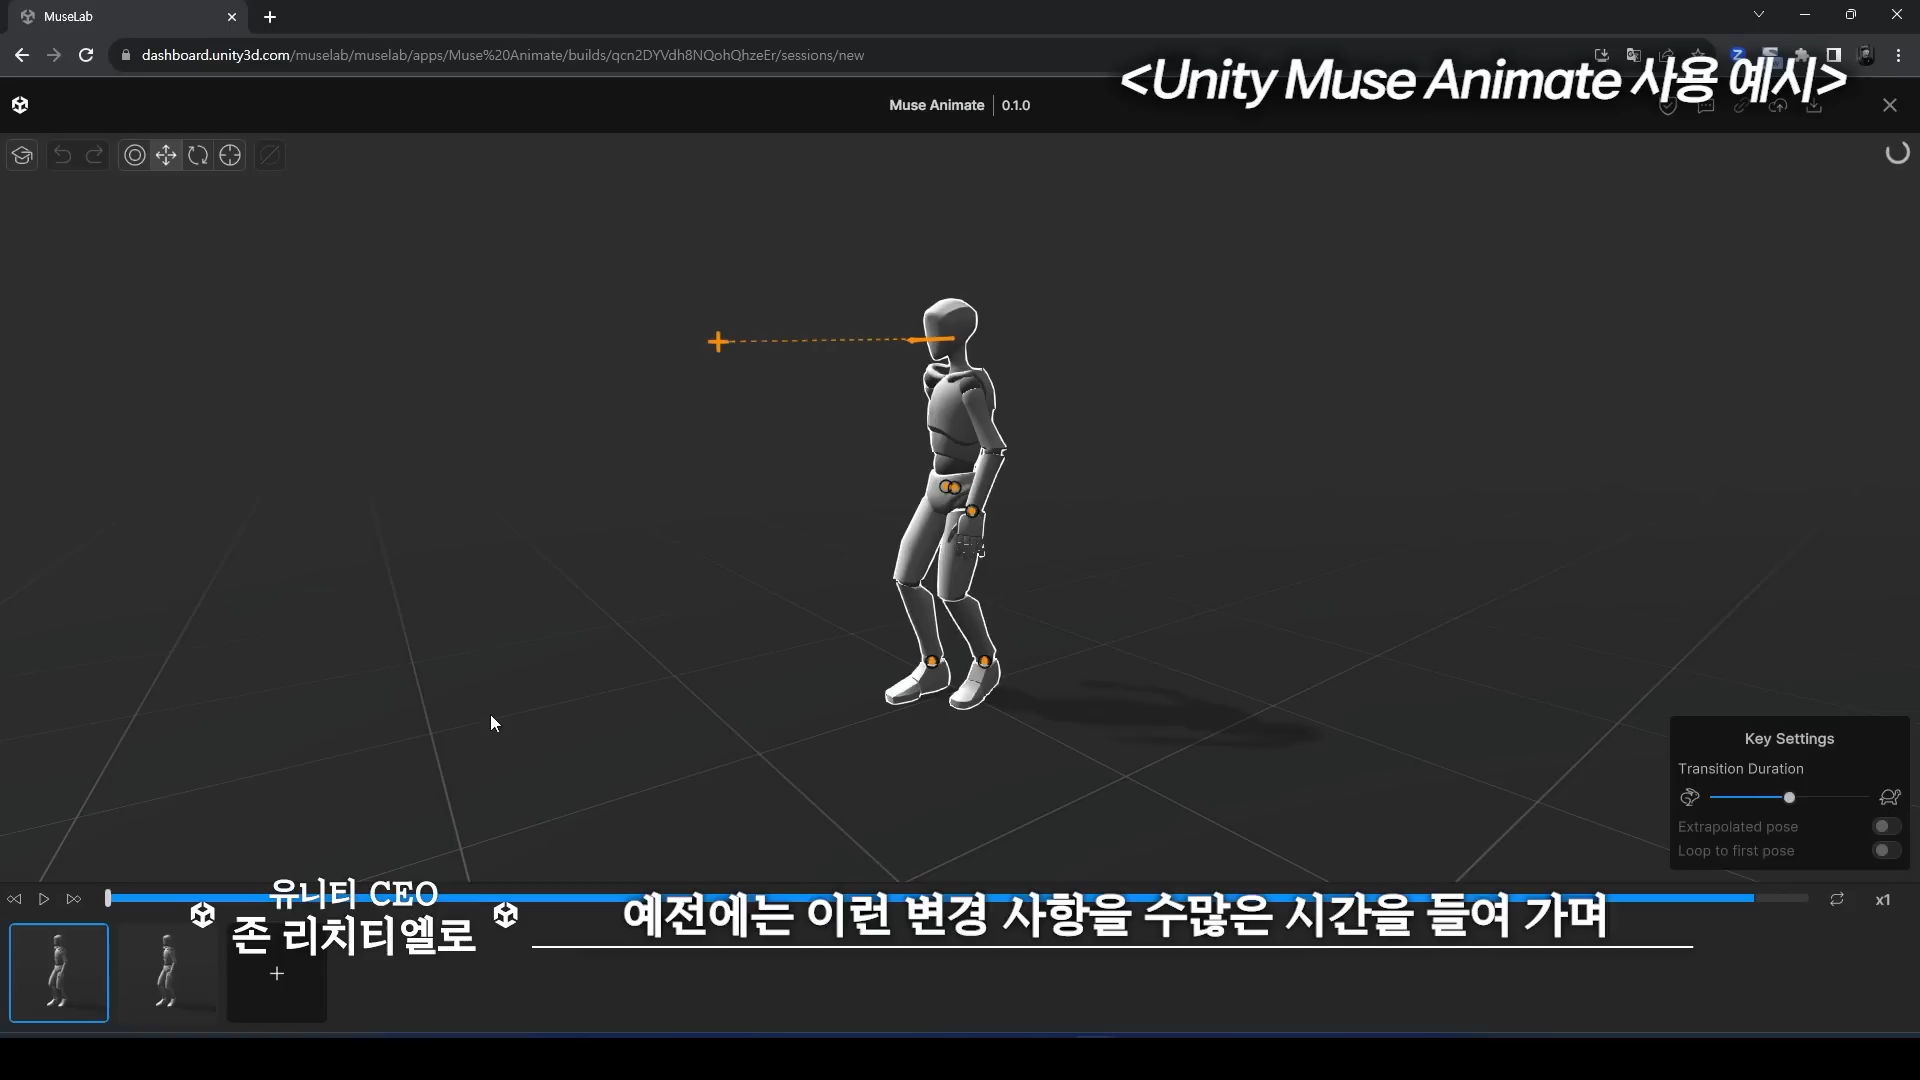 MuseLab
dashboard.unity3d.com/muselab/muselab/apps/Muse%20Animate/builds/qcn2DYVdh8NQohQhzeEr/sessions/new
<Unity Muse Animate 사용 예시>
Muse Animate 0.1.0
Key Settings
Transition Duration
Extrapolated pose
Loop to first pose
x1
유니티 CEO
존 리치티엘로
예전에는 이런 변경 사항을 수많은 시간을 들여 가며